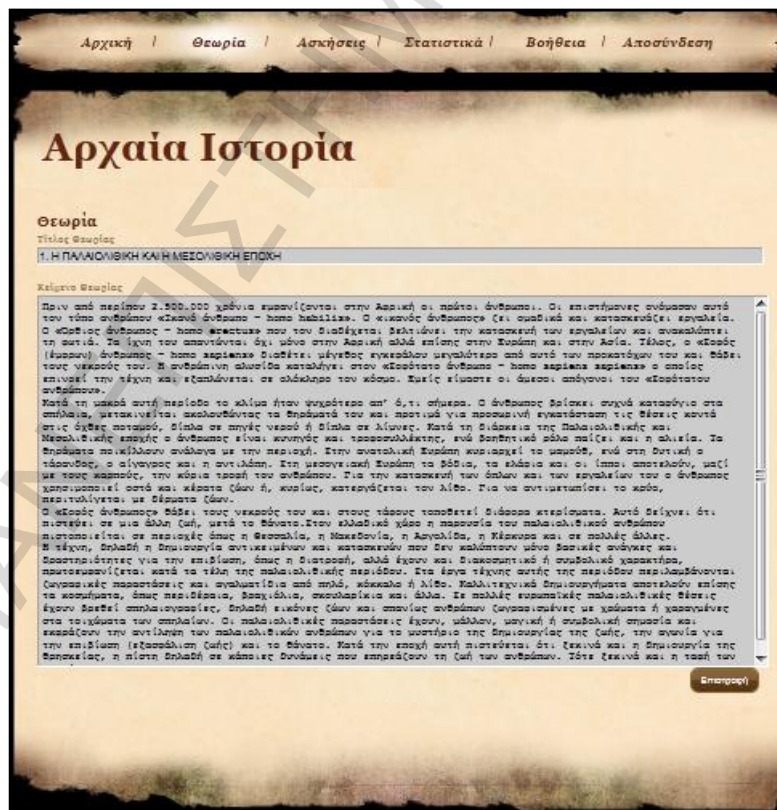 Αρχική / Θεωρία / Ασκήσεις / Στατιστικά / Βοήθεια / Αποσύνδεση
Αρχαία Ιστορία
Θεωρία
Τίτλος Θεωρίας
1. Η ΠΑΛΑΙΟΛΙΘΙΚΗ ΚΑΙ Η ΜΕΣΟΛΙΘΙΚΗ ΕΠΟΧΗ
Κείμενο Θεωρίας
Πριν από περίπου 2.500.000 χρόνια εμφανίζονται στην Αφρική οι πρώτοι άνθρωποι. Οι επιστήμονες ονόμασαν αυτό
τον τύπο ανθρώπου «Ικανό άνθρωπο - homo habilix». Ο «ικανός άνθρωπος» ζει ομαδικά και κατασκευάζει εργαλεία.
Ο «Όρθιος άνθρωπος - homo erectus» που τον διαδέχεται βελτιώνει την κατασκευή των εργαλείων και ανακαλύπτει
τη φωτιά. Τα ίχνη του απαντώνται όχι μόνο στην Αφρική αλλά επίσης στην Ευρώπη και στην Ασία. Τέλος, ο «Σοφός
(έμφρων) άνθρωπος - homo sapiens» διαθέτει μέγεθος εγκεφάλου μεγαλύτερο από αυτό των προκατόχων του και θάβει
τους νεκρούς του. Η ανθρώπινη αλυσίδα καταλήγει στον «Σοφότατο άνθρωπο - homo sapiens sapiens» ο οποίος
επινοεί την τέχνη και εξαπλώνεται σε ολόκληρο τον κόσμο. Εμείς είμαστε οι άμεσοι απόγονοι του «Σοφότατου
ανθρώπου».
Κατά τη μακρά αυτή περίοδο το κλίμα ήταν ψυχρότερο απ' ό,τι σήμερα. Ο άνθρωπος βρίσκει συχνά καταφύγιο στα
σπήλαια, μετακινείται ακολουθώντας τα θηράματά του και προτιμά για προσωρινή εγκατάσταση τις θέσεις κοντά
στις όχθες ποταμού, δίπλα σε πηγές νερού ή δίπλα σε λίμνες. Κατά τη διάρκεια της Παλαιολιθικής και
Μεσολιθικής εποχής ο άνθρωπος είναι κυνηγός και τροφοσυλλέκτης, ενώ βοηθητικό ρόλο παίζει και η αλιεία. Τα
θηράματα ποικίλλουν ανάλογα με την περιοχή. Στην ανατολική Ευρώπη κυριαρχεί το μαμούθ, ενώ στη δυτική ο
τάρανδος, ο αίγαγρος και η αντιλόπη. Στη μεσογειακή Ευρώπη τα βόδια, τα ελάφια και οι ίπποι αποτελούν, μαζί
με τους καρπούς, την κύρια τροφή του ανθρώπου. Για την κατασκευή των όπλων και των εργαλείων του ο άνθρωπος
χρησιμοποιεί οστά και κέρατα ζώων ή, κυρίως, κατεργάζεται τον λίθο. Για να αντιμετωπίσει το κρύο,
περιτυλίγεται με δέρματα ζώων.
Ο «Σοφός άνθρωπος» θάβει τους νεκρούς του και στους τάφους τοποθετεί διάφορα κτερίσματα. Αυτό δείχνει ότι
πιστεύει σε μια άλλη ζωή, μετά το θάνατο.Στον ελλαδικό χώρο η παρουσία του παλαιολιθικού ανθρώπου
πιστοποιείται σε περιοχές όπως η Θεσσαλία, η Μακεδονία, η Αργολίδα, η Κέρκυρα και σε πολλές άλλες.
Η τέχνη, δηλαδή η δημιουργία αντικειμένων και κατασκευών που δεν καλύπτουν μόνο βασικές ανάγκες και
δραστηριότητες για την επιβίωση, όπως η διατροφή, αλλά έχουν και διακοσμητικό ή συμβολικό χαρακτήρα,
πρωτοεμφανίζεται κατά τα τέλη της παλαιολιθικής περιόδου. Στα έργα τέχνης αυτής της περιόδου περιλαμβάνονται
ζωγραφικές παραστάσεις και αγαλματίδια από πηλό, κόκκαλο ή λίθο. Καλλιτεχνικά δημιουργήματα αποτελούν επίσης
τα κοσμήματα, όπως περιδέραια, βραχιόλια, σκουλαρίκια και άλλα. Σε πολλές ευρωπαϊκές παλαιολιθικές θέσεις
έχουν βρεθεί σπηλαιογραφίες, δηλαδή εικόνες ζώων και σπανίως ανθρώπων ζωγραφισμένες με χρώματα ή χαραγμένες
στα τοιχώματα των σπηλαίων. Οι παλαιολιθικές παραστάσεις έχουν, μάλλον, μαγική ή συμβολική σημασία και
εκφράζουν την αντίληψη των παλαιολιθικών ανθρώπων για το μυστήριο της δημιουργίας της ζωής, την αγωνία για
την επιβίωση (εξασφάλιση ζωής) και το θάνατο. Κατά την εποχή αυτή πιστεύεται ότι ξεκινά και η δημιουργία της
θρησκείας, η πίστη δηλαδή σε κάποιες δυνάμεις που επηρεάζουν τη ζωή των ανθρώπων. Τότε ξεκινά και η ταφή των
Επιστροφή